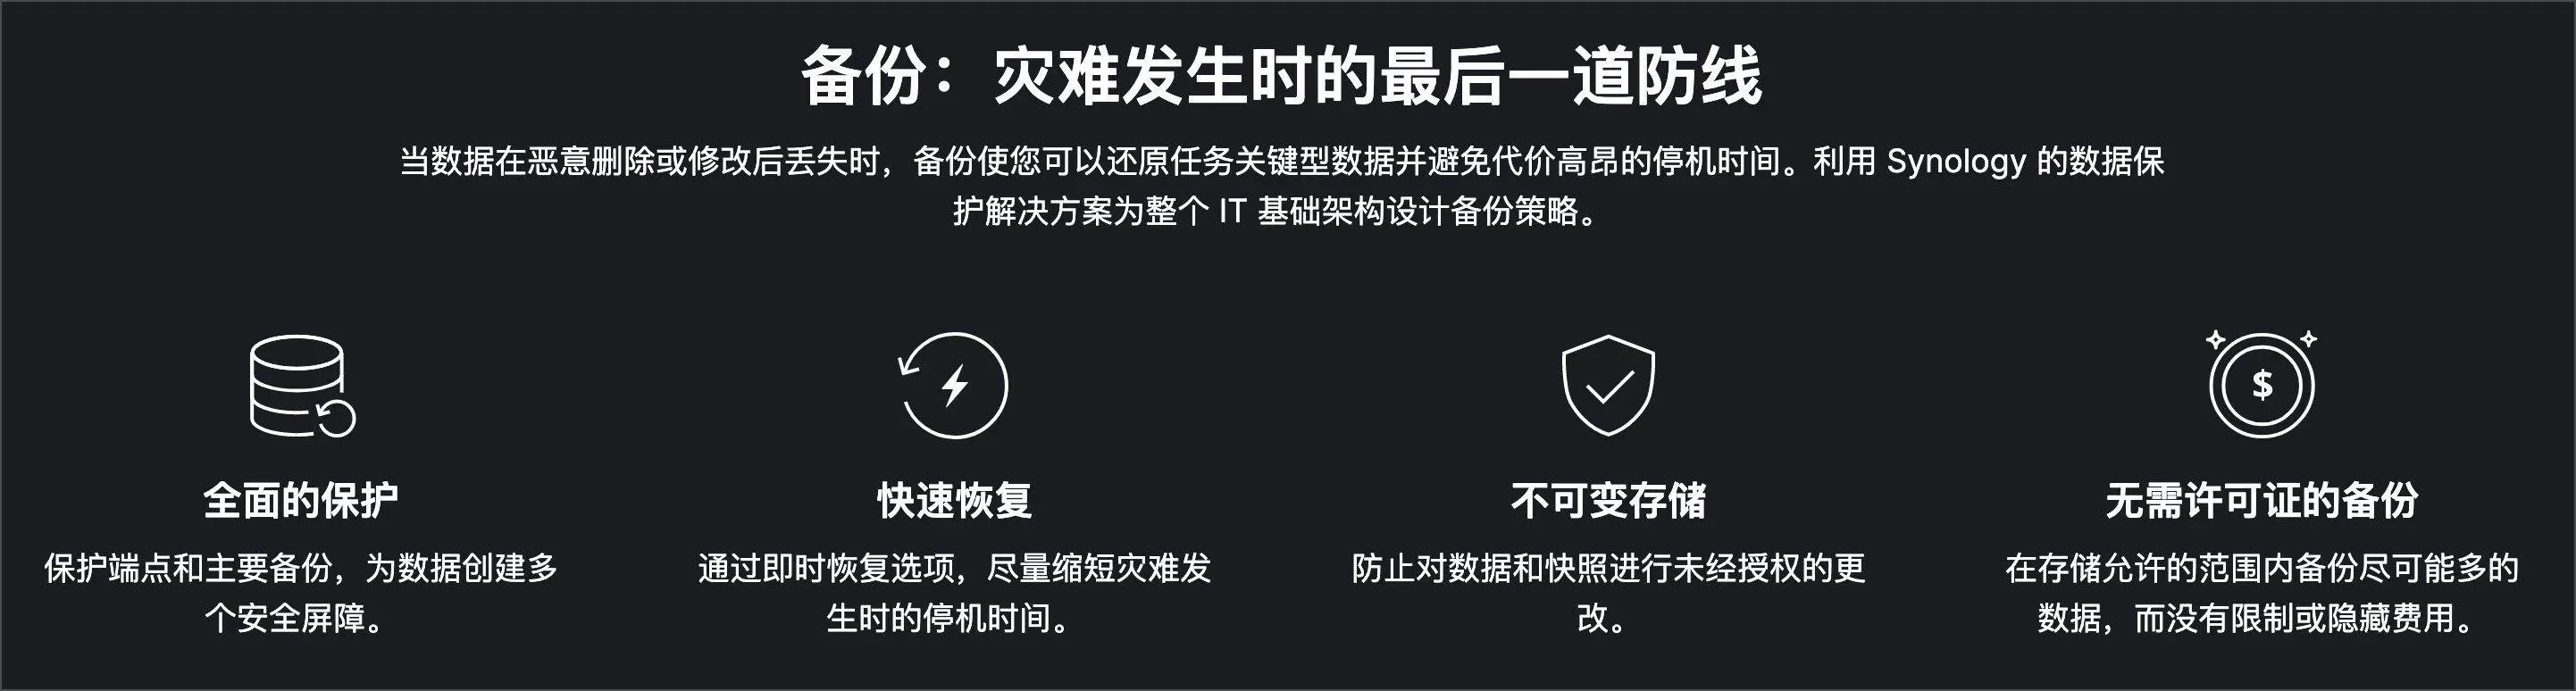 备份：灾难发生时的最后一道防线
当数据在恶意删除或修改后丢失时，备份使您可以还原任务关键型数据并避免代价高昂的停机时间。利用 Synology 的数据保
护解决方案为整个 IT 基础架构设计备份策略。
$
全面的保护
保护端点和主要备份，为数据创建多
个安全屏障。
快速恢复
通过即时恢复选项，尽量缩短灾难发
生时的停机时间。
不可变存储
防止对数据和快照进行未经授权的更
改。
无需许可证的备份
在存储允许的范围内备份尽可能多的
数据，而没有限制或隐藏费用。